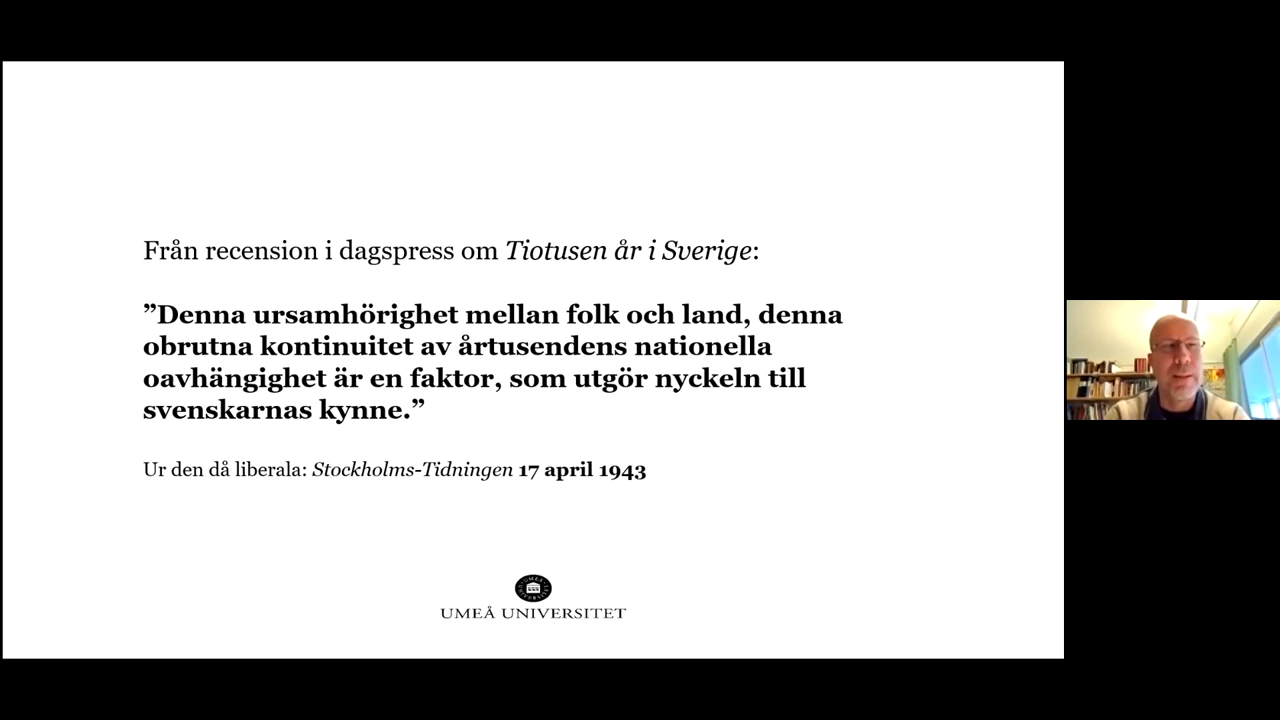 Från recension i dagspress om Tiotusen år i Sverige:
”Denna ursamhörighet mellan folk och land, denna
obrutna kontinuitet av årtusendens nationella
oavhängighet är en faktor, som utgör nyckeln till
svenskarnas kynne.”
Ur den då liberala: Stockholms-Tidningen 17 april 1943
UMEÅ UNIVERSITET